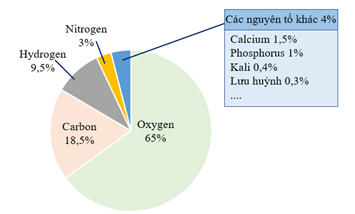 Nitrogen
3%
Hydrogen
9,5%
Carbon
18,5%
Oxygen
65%
Các nguyên tố khác 4%
Calcium 1,5%
Phosphorus 1%
Kali 0,4%
Lưu huỳnh 0,3%
....